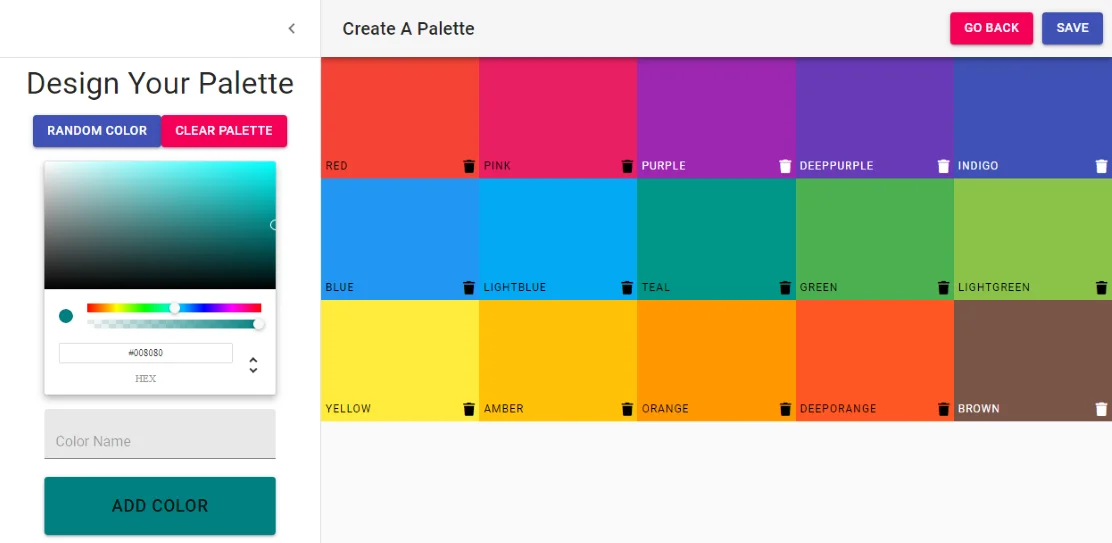 Create A Palette
GO BACK
SAVE
Design Your Palette
RANDOM COLOR
CLEAR PALETTE
#008080
HEX
Color Name
ADD COLOR
RED
PINK
PURPLE
DEEPPURPLE
INDIGO
BLUE
LIGHTBLUE
TEAL
GREEN
LIGHTGREEN
YELLOW
AMBER
ORANGE
DEEPORANGE
BROWN